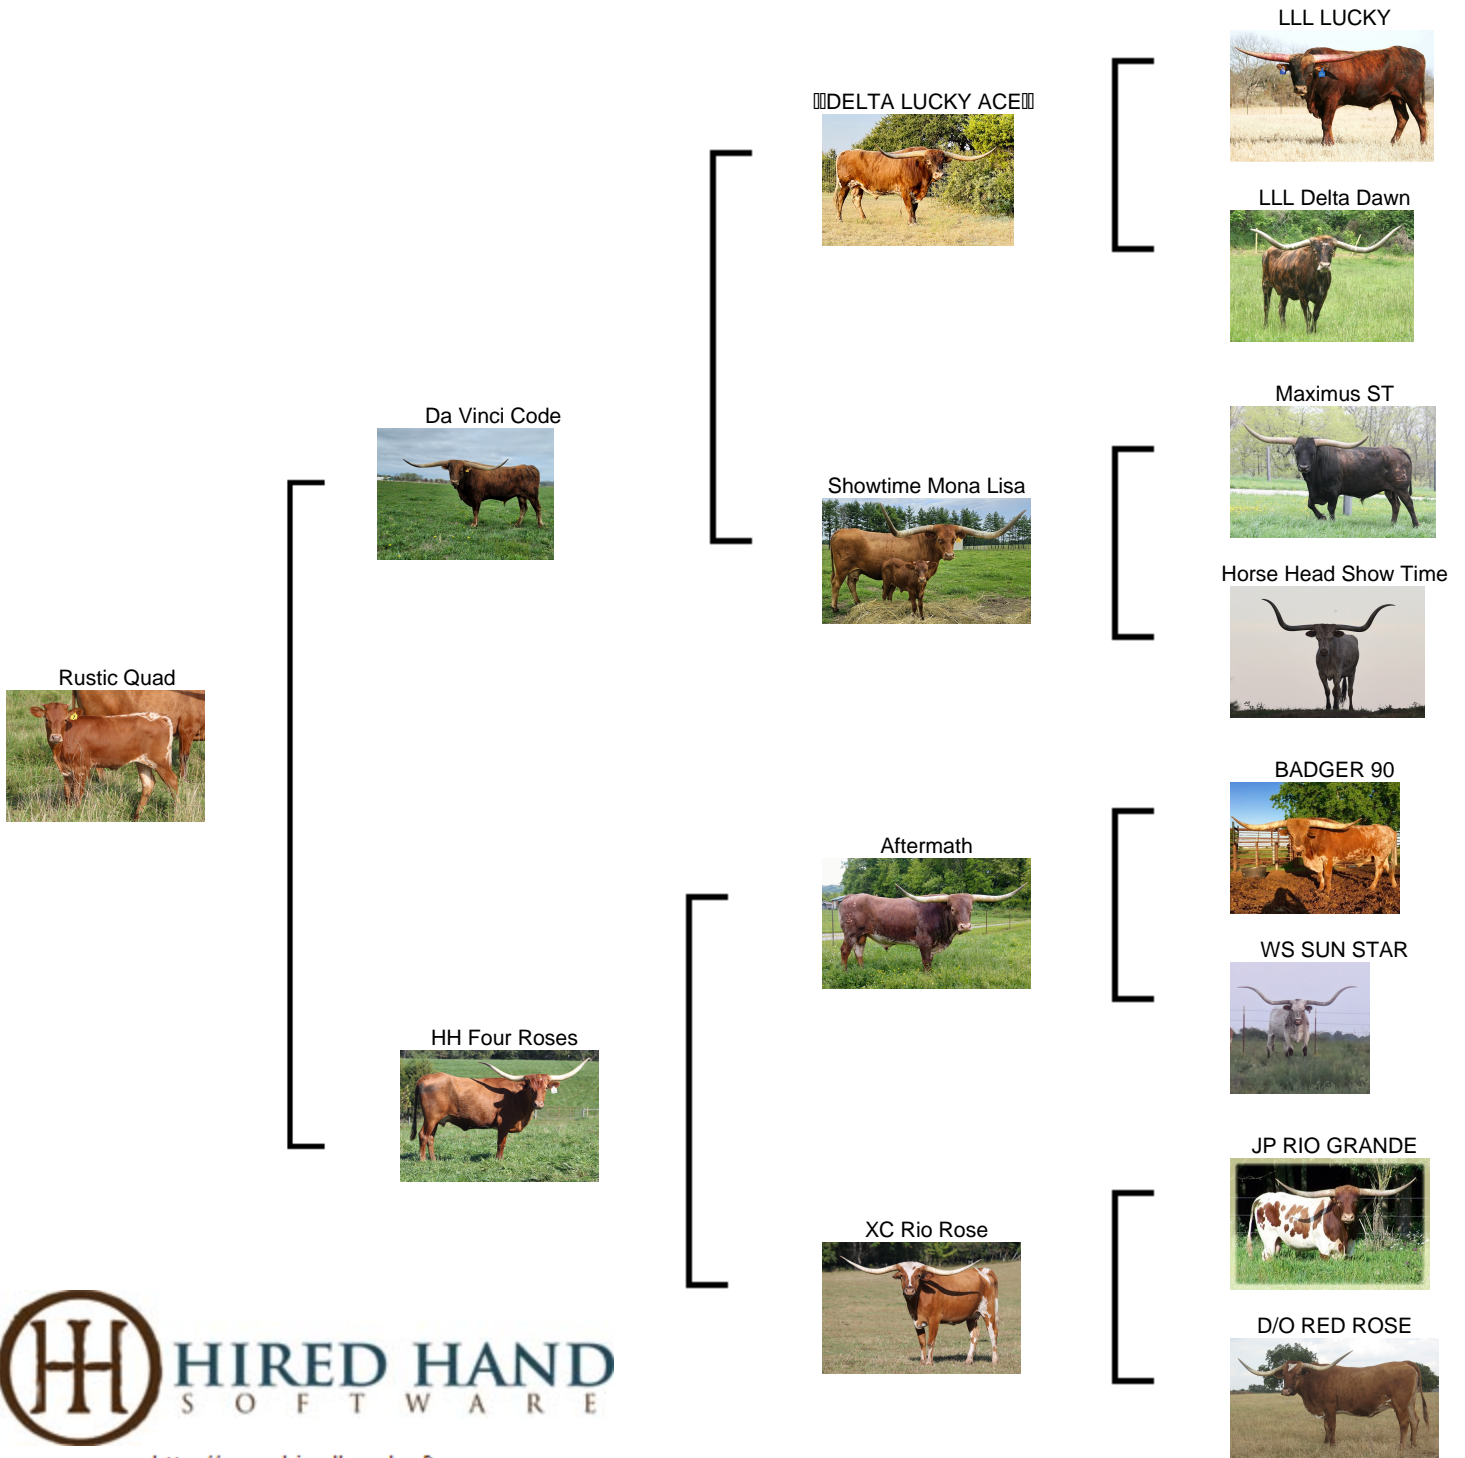 LLL LUCKY
DELTA LUCKY ACE
LLL Delta Dawn
Maximus ST
Da Vinci Code
Showtime Mona Lisa
Horse Head Show Time
Rustic Quad
BADGER 90
Aftermath
WS SUN STAR
HH Four Roses
JP RIO GRANDE
XC Rio Rose
D/O RED ROSE
HIRED HAND
SOFTWARE